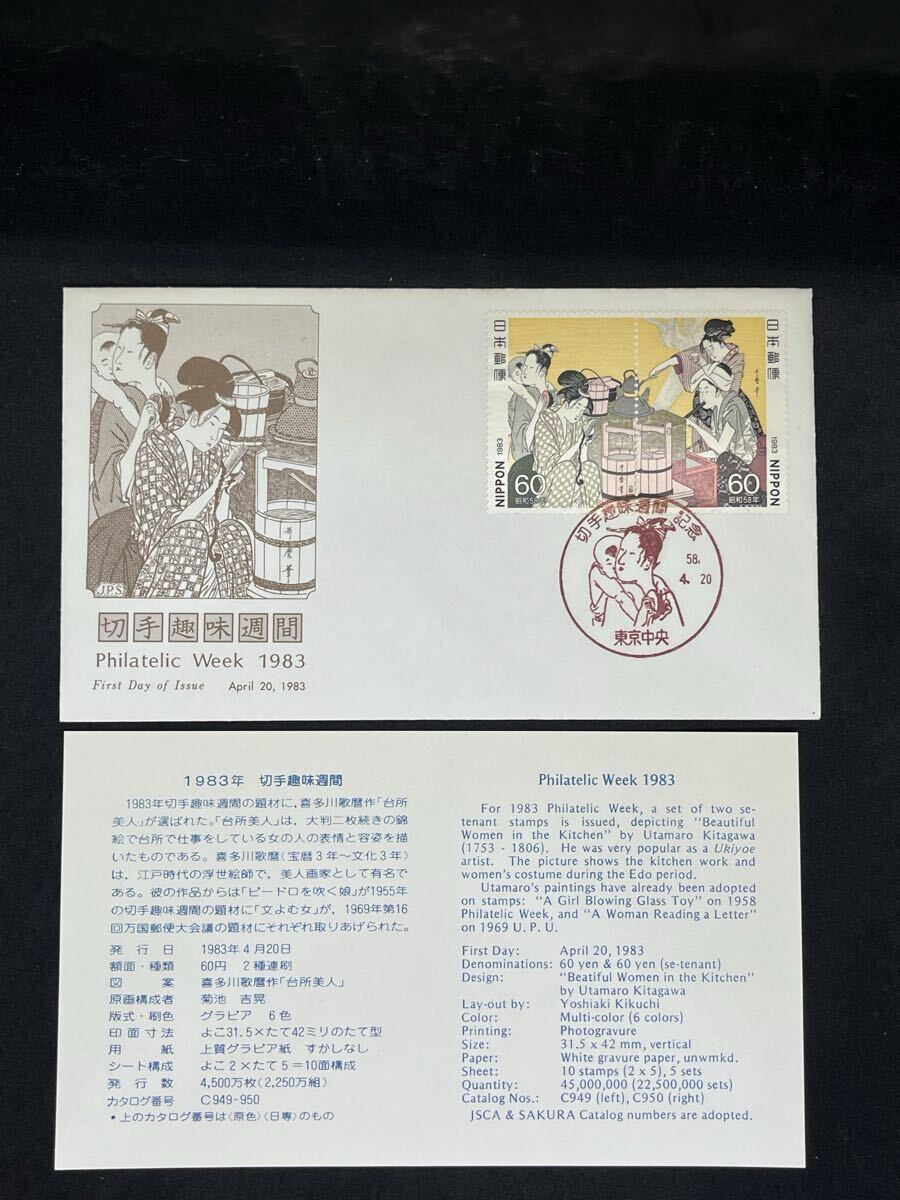 日本郵便
NIPPON 1983
60
昭和58年
哥麿筆
日本郵便
1983 NIPPON
60
昭和58年
哥麿筆
J.P.S
切手趣味週間
Philatelic Week 1983
First Day of Issue April 20, 1983
切手趣味週間 記念
58.
4. 20
東京中央
1983年 切手趣味週間
1983年切手趣味週間の題材に,喜多川歌麿作「台所
美人」が選ばれた。「台所美人」は,大判二枚続きの錦
絵で台所で仕事をしている女の人の表情と容姿を描
いたものである。喜多川歌麿(宝暦3年〜文化3年)
は,江戸時代の浮世絵師で,美人画家として有名で
ある。彼の作品からは「ビードロを吹く娘」が1955年
の切手趣味週間の題材に「文よむ女」が,1969年第16
回万国郵便大会議の題材にそれぞれ取りあげられた。
発行日 1983年4月20日
額面・種類 60円 2種連刷
図案 喜多川歌麿作「台所美人」
原画構成者 菊池 吉晃
版式・刷色 グラビア 6色
印面寸法 よこ31.5×たて42ミリのたて型
用紙 上質グラビア紙 すかしなし
シート構成 よこ2×たて5=10面構成
発行数 4,500万枚(2,250万組)
カタログ番号 C949-950
•上のカタログ番号は〈原色〉〈日専〉のもの
Philatelic Week 1983
For 1983 Philatelic Week, a set of two se-
tenant stamps is issued, depicting "Beautiful
Women in the Kitchen" by Utamaro Kitagawa
(1753 - 1806). He was very popular as a Ukiyoe
artist. The picture shows the kitchen work and
women's costume during the Edo period.
Utamaro's paintings have already been adopted
on stamps: "A Girl Blowing Glass Toy" on 1958
Philatelic Week, and "A Woman Reading a Letter"
on 1969 U. P. U.
First Day: April 20, 1983
Denominations: 60 yen & 60 yen (se-tenant)
Design: "Beatiful Women in the Kitchen"
by Utamaro Kitagawa
Lay-out by: Yoshiaki Kikuchi
Color: Multi-color (6 colors)
Printing: Photogravure
Size: 31.5 x 42 mm, vertical
Paper: White gravure paper, unwmkd.
Sheet: 10 stamps (2 x 5), 5 sets
Quantity: 45,000,000 (22,500,000 sets)
Catalog Nos.: C949 (left), C950 (right)
JSCA & SAKURA Catalog numbers are adopted.